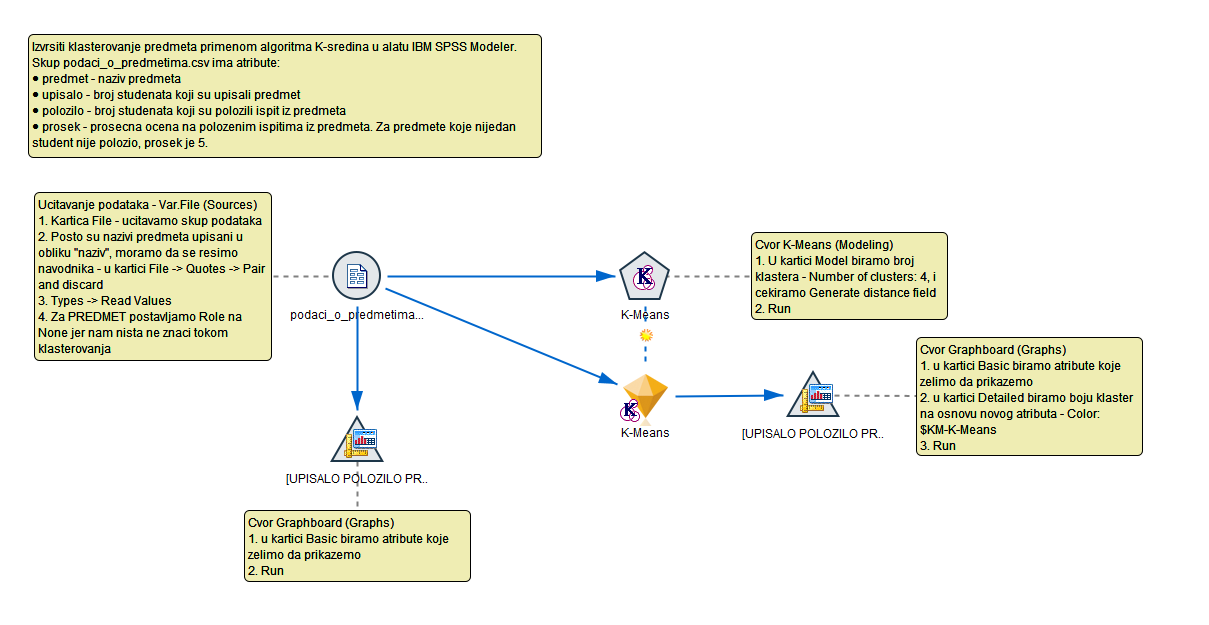 Izvrsiti klasterovanje predmeta primenom algoritma K-sredina u alatu IBM SPSS Modeler.
Skup podaci_o_predmetima.csv ima atribute:
● predmet - naziv predmeta
● upisalo - broj studenata koji su upisali predmet
● polozilo - broj studenata koji su polozili ispit iz predmeta
● prosek - prosecna ocena na polozenim ispitima iz predmeta. Za predmete koje nijedan
student nije polozio, prosek je 5.
Ucitavanje podataka - Var.File (Sources)
1. Kartica File - ucitavamo skup podataka
2. Posto su nazivi predmeta upisani u
obliku "naziv", moramo da se resimo
navodnika - u kartici File -> Quotes -> Pair
and discard
3. Types -> Read Values
4. Za PREDMET postavljamo Role na
None jer nam nista ne znaci tokom
klasterovanja
podaci_o_predmetima...
K-Means
Cvor K-Means (Modeling)
1. U kartici Model biramo broj
klastera - Number of clusters: 4, i
cekiramo Generate distance field
2. Run
K-Means
[UPISALO POLOZILO PR..
Cvor Graphboard (Graphs)
1. u kartici Basic biramo atribute koje
zelimo da prikazemo
2. u kartici Detailed biramo boju klaster
na osnovu novog atributa - Color:
$KM-K-Means
3. Run
[UPISALO POLOZILO PR..
Cvor Graphboard (Graphs)
1. u kartici Basic biramo atribute koje
zelimo da prikazemo
2. Run